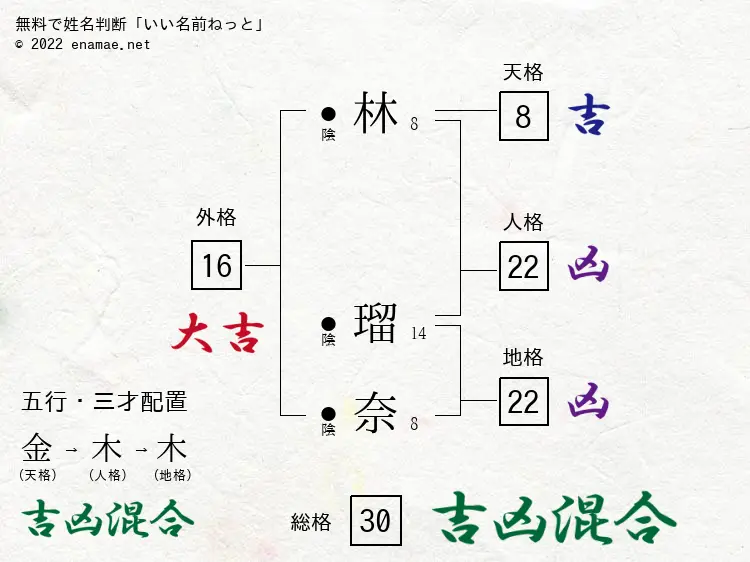 無料で姓名判断「いい名前ねっと」
© 2022 enamae.net
天格
8
吉
●
陰
林
8
外格
16
大吉
人格
22
凶
●
陰
瑠
14
地格
22
凶
●
陰
奈
8
五行・三才配置
金→木→木
(天格) (人格) (地格)
吉凶混合
総格 30 吉凶混合